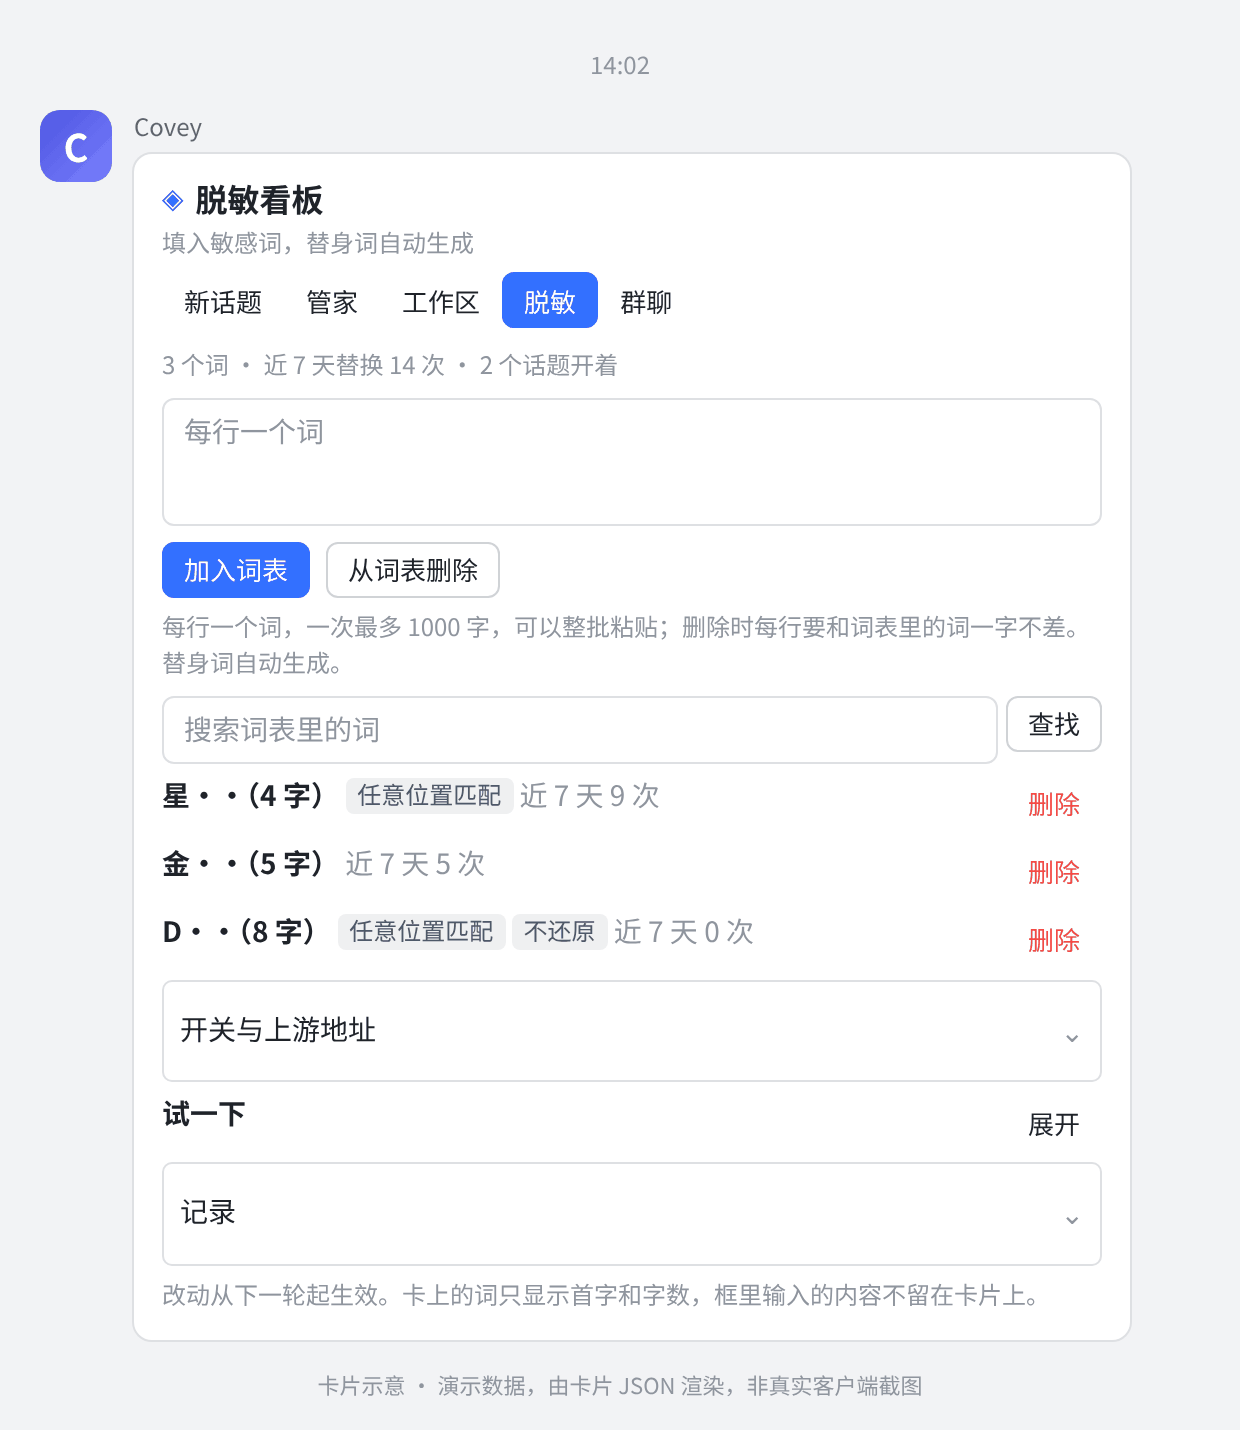 14:02
C
Covey
◈ 脱敏看板
填入敏感词，替身词自动生成
新话题 管家 工作区 脱敏 群聊
3 个词 · 近 7 天替换 14 次 · 2 个话题开着
每行一个词
加入词表 从词表删除
每行一个词，一次最多 1000 字，可以整批粘贴；删除时每行要和词表里的词一字不差。
替身词自动生成。
搜索词表里的词 查找
星··（4 字） 任意位置匹配 近 7 天 9 次 删除
金··（5 字） 近 7 天 5 次 删除
D··（8 字） 任意位置匹配 不还原 近 7 天 0 次 删除
开关与上游地址
试一下 展开
记录
改动从下一轮起生效。卡上的词只显示首字和字数，框里输入的内容不留在卡片上。
卡片示意 · 演示数据，由卡片 JSON 渲染，非真实客户端截图